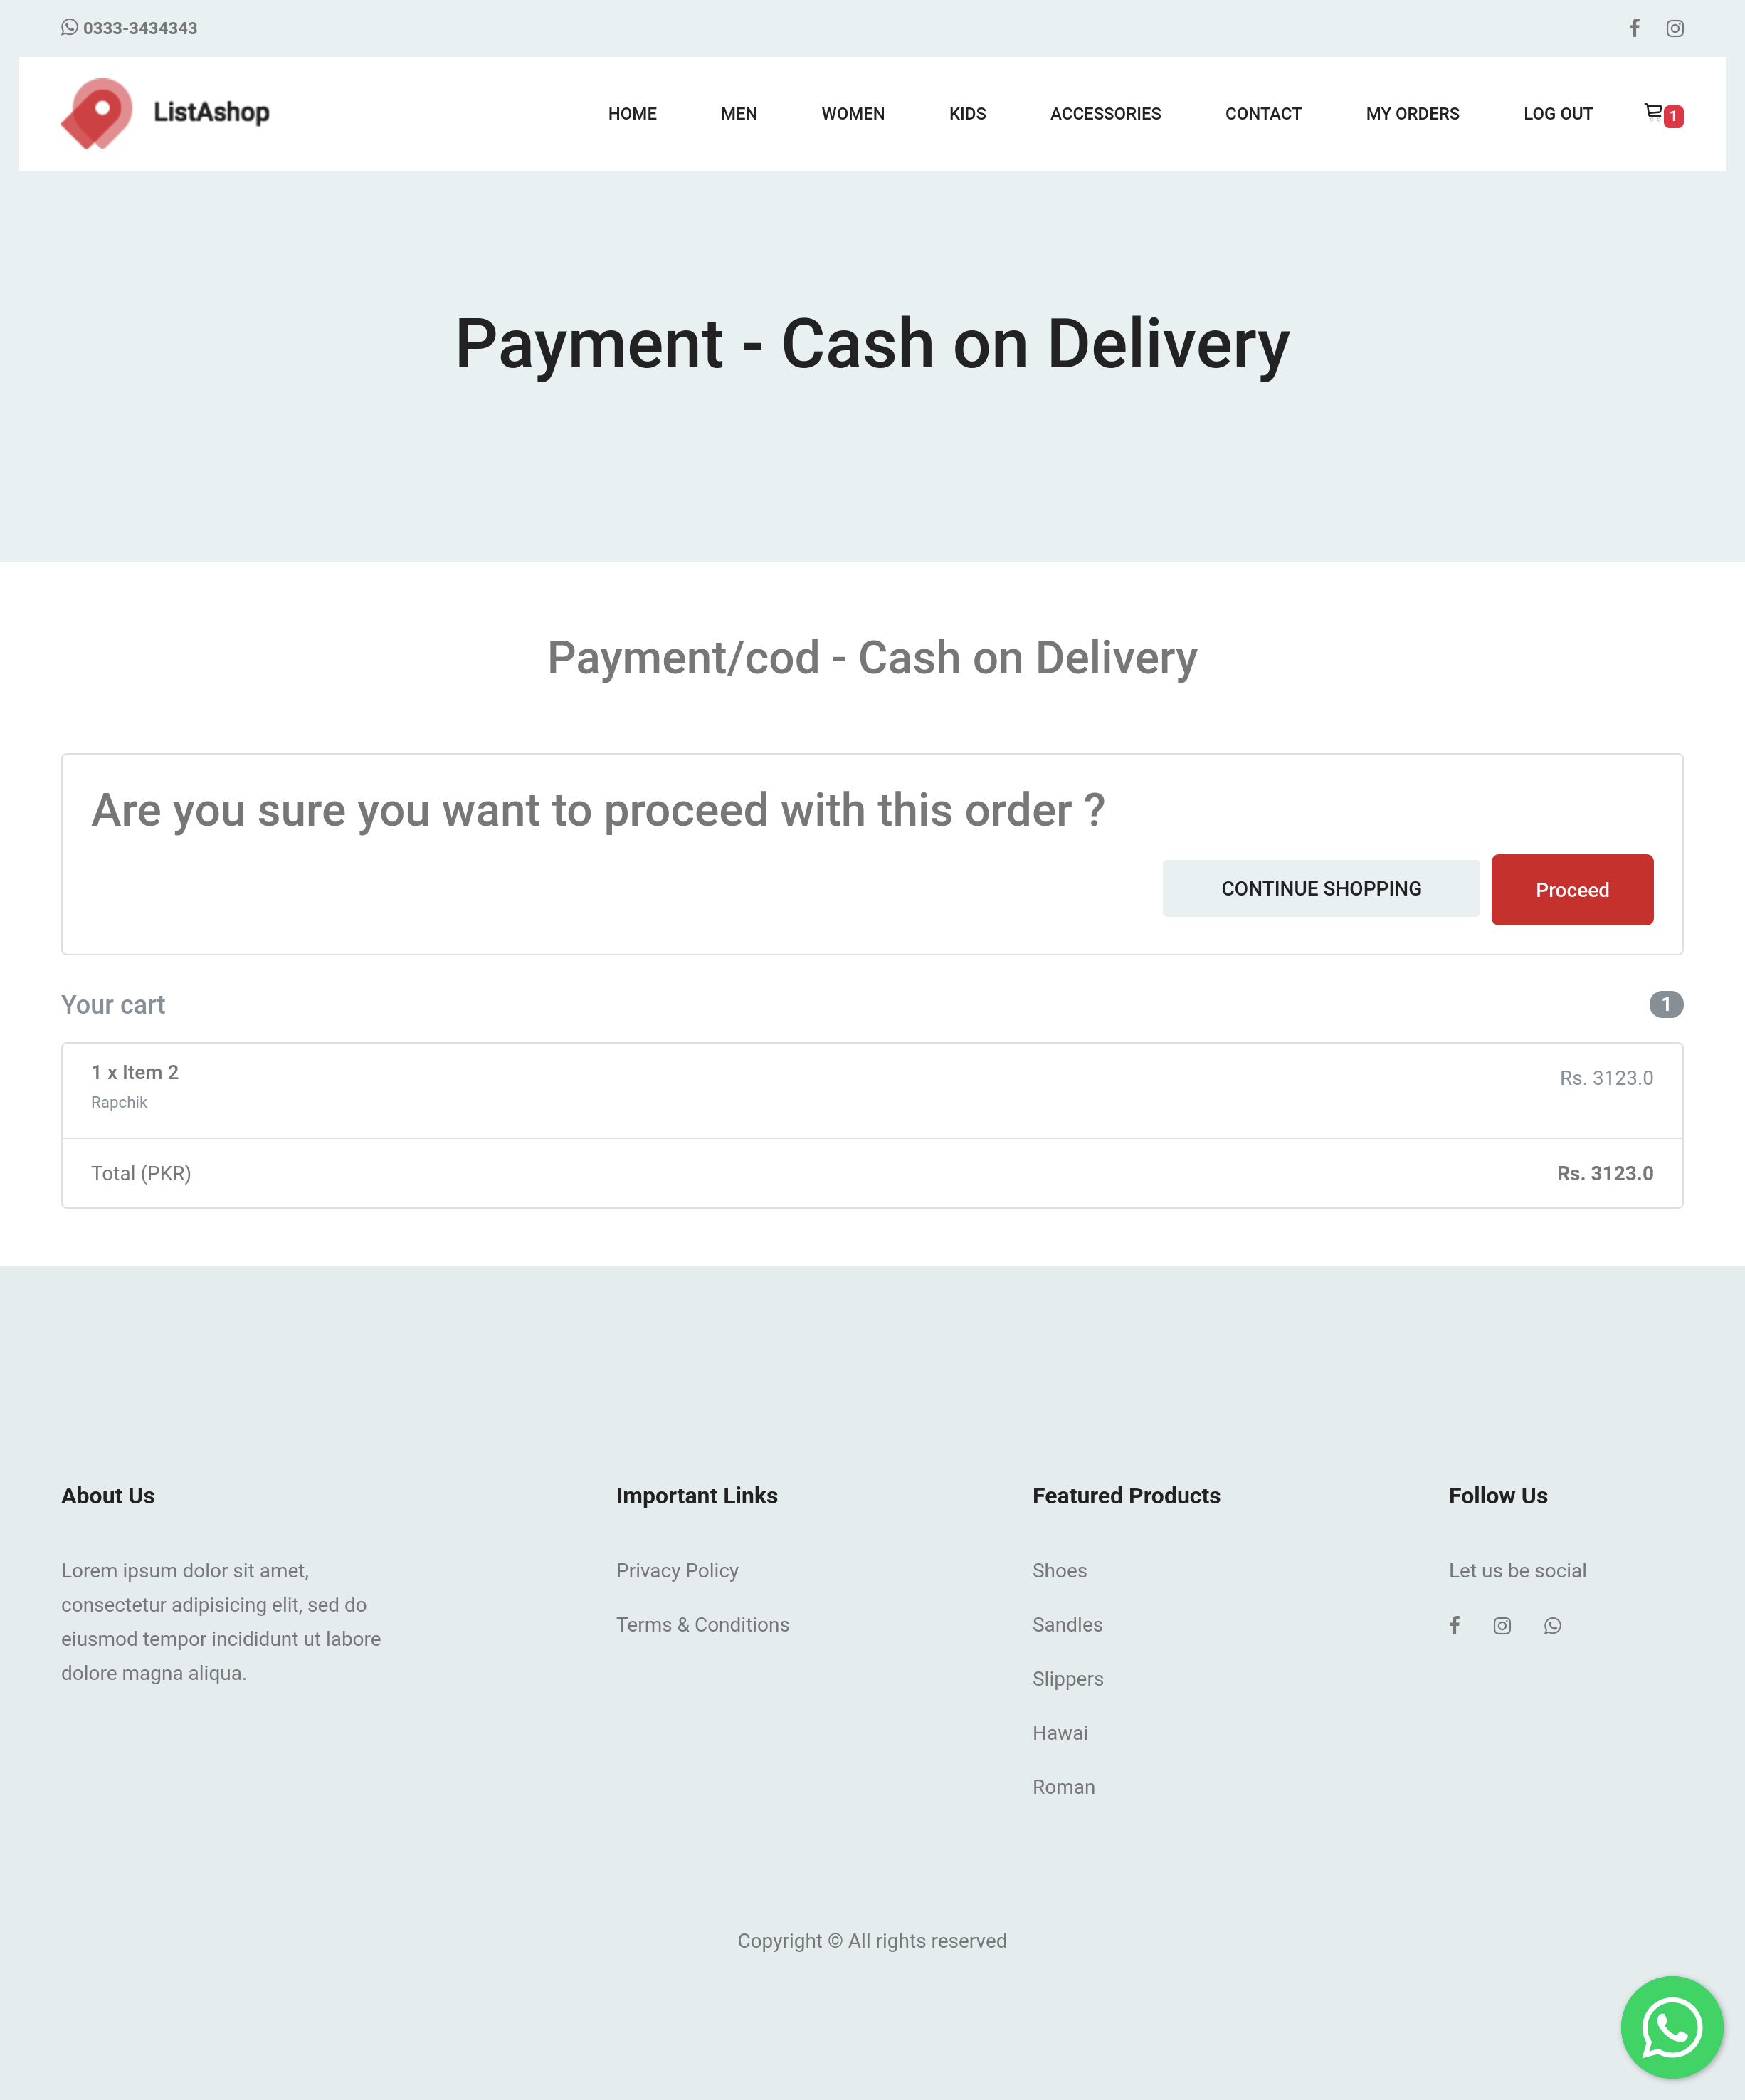 0333-3434343
ListAshop
HOME MEN WOMEN KIDS ACCESSORIES CONTACT MY ORDERS LOG OUT 1
Payment - Cash on Delivery
Payment/cod - Cash on Delivery
Are you sure you want to proceed with this order ?
CONTINUE SHOPPING Proceed
Your cart 1
1 x Item 2 Rs. 3123.0
Rapchik
Total (PKR) Rs. 3123.0
About Us
Lorem ipsum dolor sit amet,
consectetur adipisicing elit, sed do
eiusmod tempor incididunt ut labore
dolore magna aliqua.
Important Links
Privacy Policy
Terms & Conditions
Featured Products
Shoes
Sandles
Slippers
Hawai
Roman
Follow Us
Let us be social
Copyright © All rights reserved